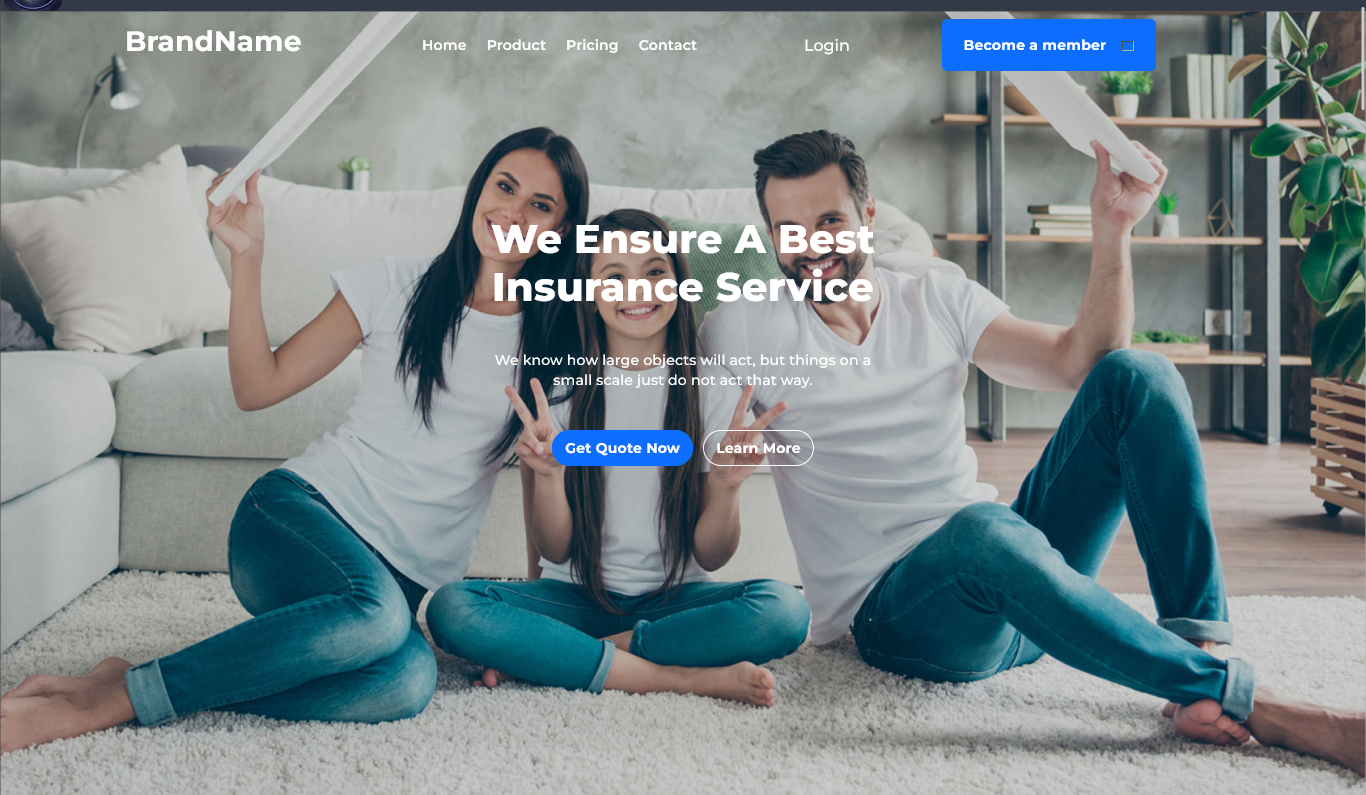 BrandName
Home Product Pricing Contact
Login
Become a member
We Ensure A Best
Insurance Service
We know how large objects will act, but things on a
small scale just do not act that way.
Get Quote Now
Learn More